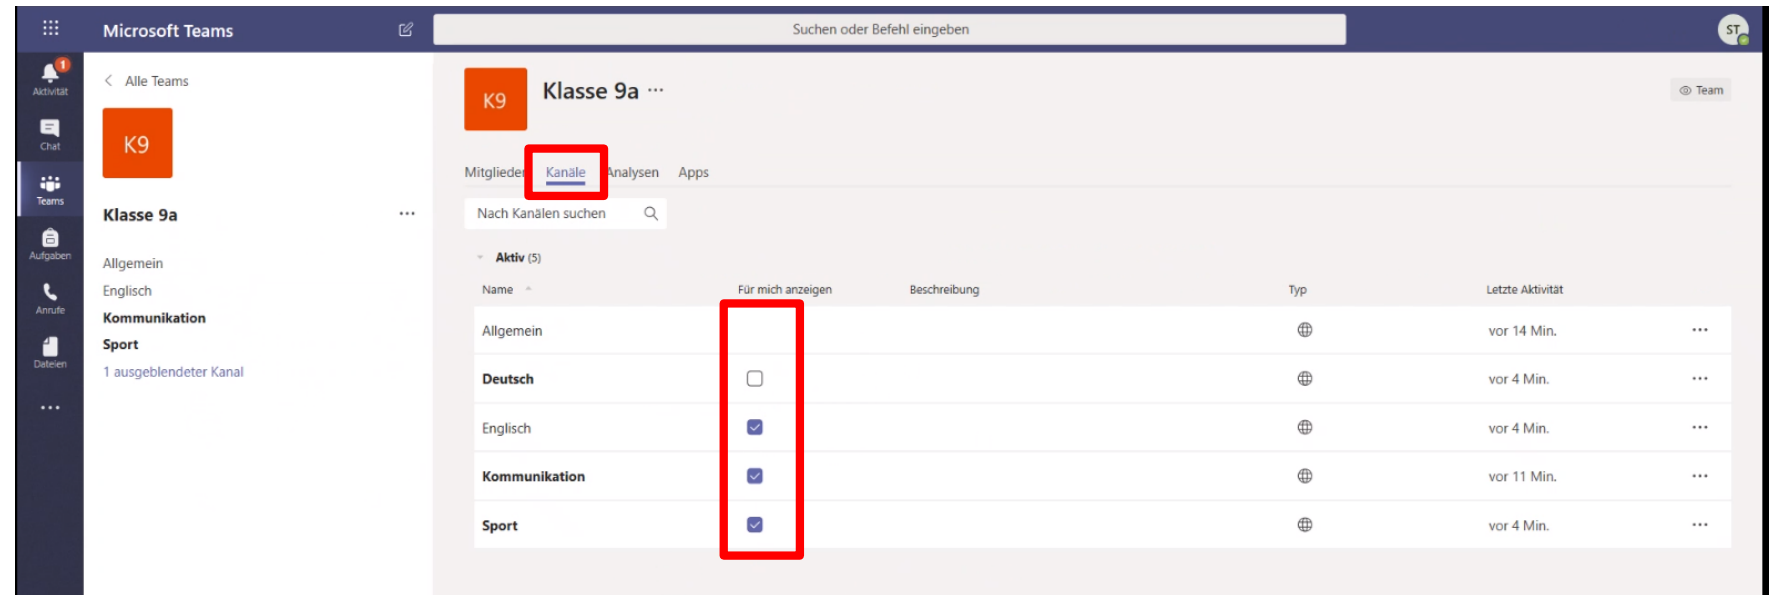 Microsoft Teams
Suchen oder Befehl eingeben
ST
1
Aktivität
Chat
Teams
Aufgaben
Anrufe
Dateien
Alle Teams
K9
Klasse 9a
Allgemein
Englisch
Kommunikation
Sport
1 ausgeblendeter Kanal
K9
Klasse 9a
Team
Mitglieder Kanäle Analysen Apps
Nach Kanälen suchen
Aktiv (5)
Name Für mich anzeigen Beschreibung Typ Letzte Aktivität
Allgemein vor 14 Min.
Deutsch vor 4 Min.
Englisch vor 4 Min.
Kommunikation vor 11 Min.
Sport vor 4 Min.